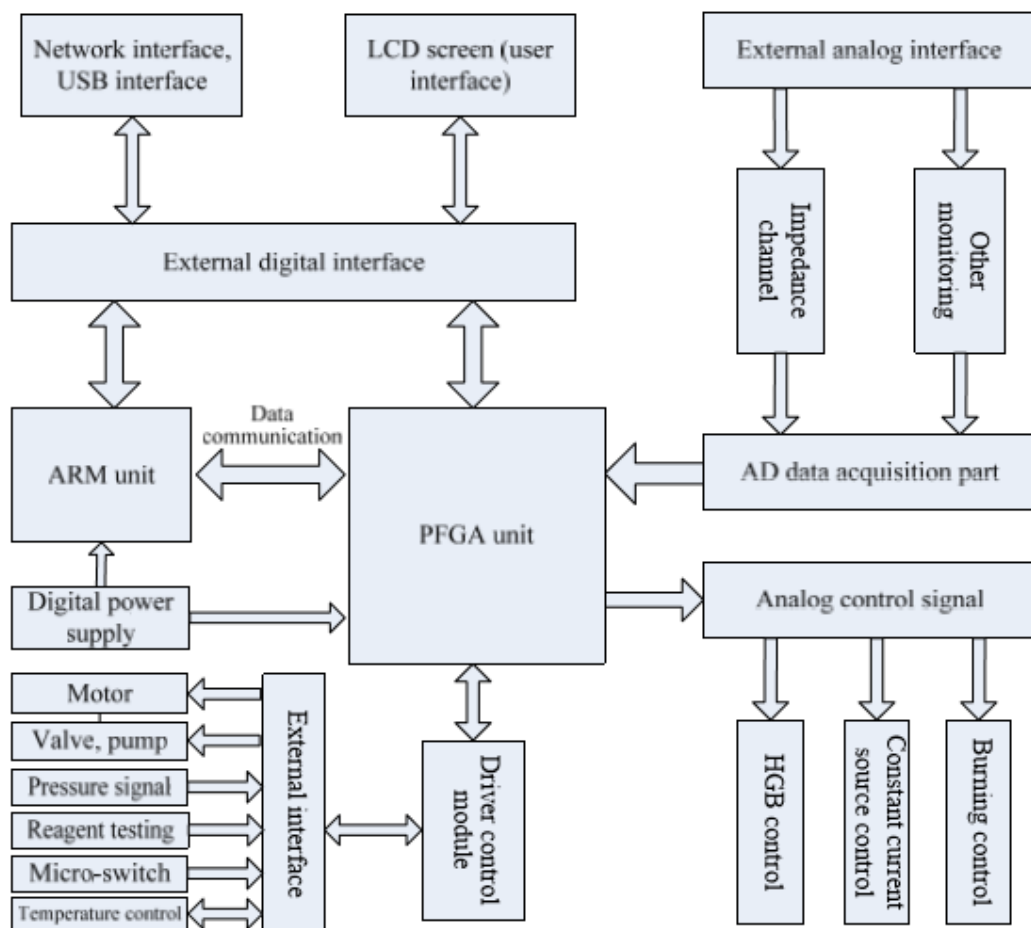 Network interface,
USB interface
LCD screen (user
interface)
External analog interface
Impedance
channel
Other
monitoring
External digital interface
Data
communication
ARM unit
PFGA unit
AD data acquisition part
Digital power
supply
Analog control signal
Motor
Valve, pump
Pressure signal
Reagent testing
Micro-switch
Temperature control
External interface
Driver control
module
HGB control
Constant current
source control
Burning control